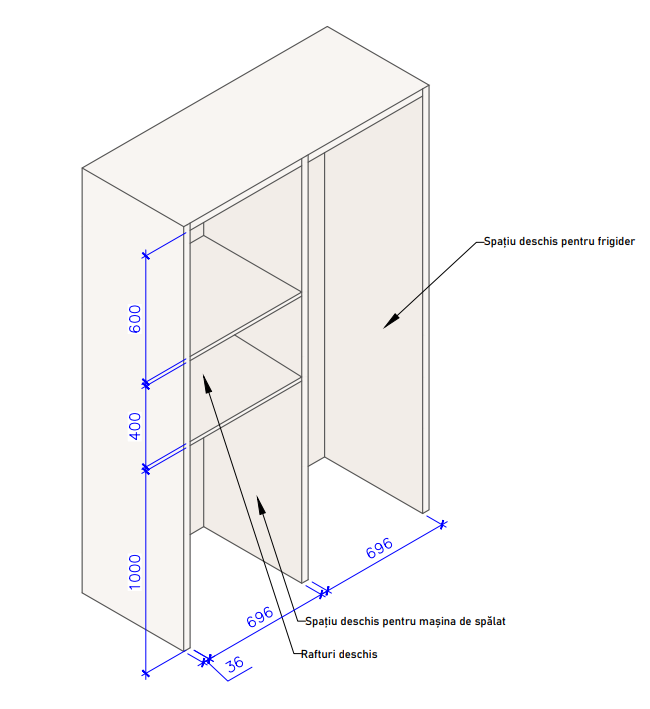 Spațiu deschis pentru frigider
600
400
1000
696
696
36
Spațiu deschis pentru mașina de spălat
Rafturi deschis